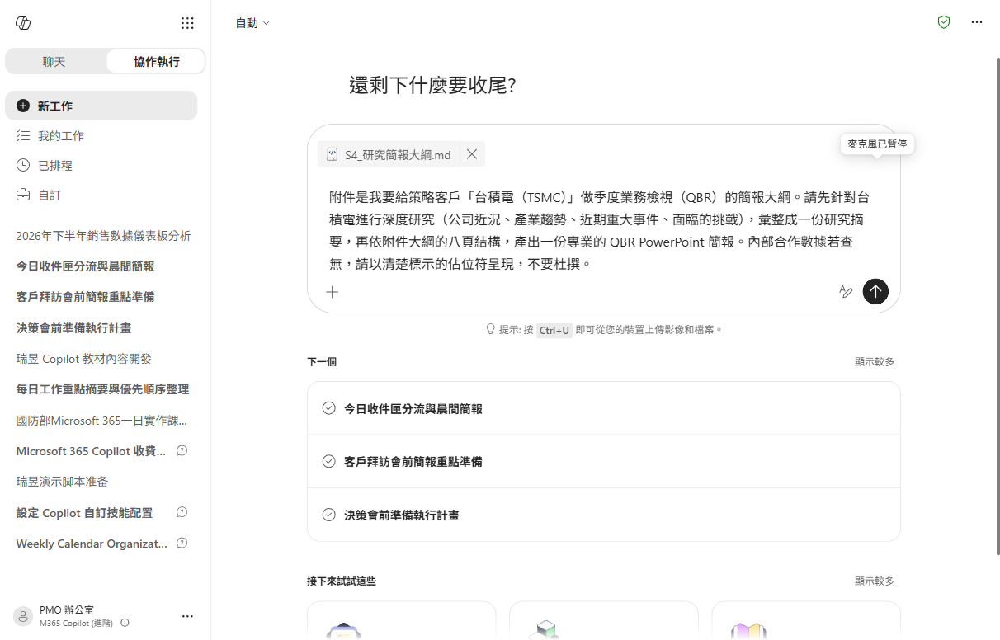 自動
聊天
協作執行
新工作
我的工作
已排程
自訂
2026年下半年銷售數據儀表板分析
今日收件匣分流與晨間簡報
客戶拜訪會前簡報重點準備
決策會前準備執行計畫
瑞昱 Copilot 教材內容開發
每日工作重點摘要與優先順序整理
國防部Microsoft 365一日實作課...
Microsoft 365 Copilot 收費...
瑞昱演示脚本准备
設定 Copilot 自訂技能配置
Weekly Calendar Organizat...
PMO 辦公室
M365 Copilot (進階)
還剩下什麼要收尾?
麥克風已暫停
S4_研究簡報大綱.md
附件是我要給策略客戶「台積電（TSMC）」做季度業務檢視（QBR）的簡報大綱。請先針對台
積電進行深度研究（公司近況、產業趨勢、近期重大事件、面臨的挑戰），彙整成一份研究摘
要，再依附件大綱的八頁結構，產出一份專業的 QBR PowerPoint 簡報。內部合作數據若查
無，請以清楚標示的佔位符呈現，不要杜撰。
提示: 按 Ctrl+U 即可從您的裝置上傳影像和檔案。
下一個
顯示較多
今日收件匣分流與晨間簡報
客戶拜訪會前簡報重點準備
決策會前準備執行計畫
接下來試試這些
顯示較多